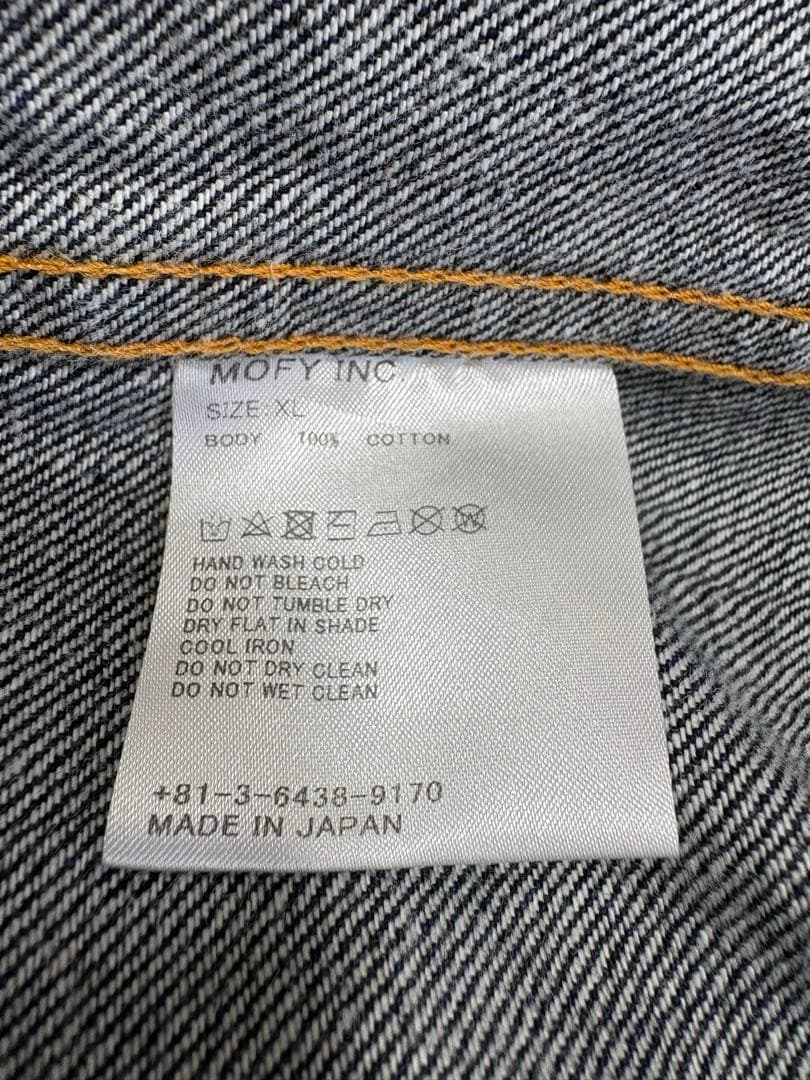 MOFY INC.
SIZE:XL
BODY 100% COTTON
HAND WASH COLD
DO NOT BLEACH
DO NOT TUMBLE DRY
DRY FLAT IN SHADE
COOL IRON
DO NOT DRY CLEAN
DO NOT WET CLEAN
+81-3-6438-9170
MADE IN JAPAN